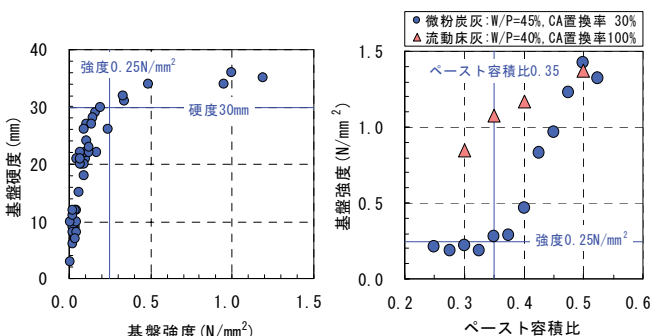 微粉炭灰:W/P=45%,CA置換率 30%
流動床灰:W/P=40%,CA置換率100%
40
30
20
10
0
基盤硬度(mm)
強度0.25N/mm²
硬度30mm
0.0 0.5 1.0 1.5
基盤強度(N/mm²)
1.5
1.0
0.5
0.0
基盤強度(N/mm²)
ペースト容積比0.35
強度0.25N/mm²
0.2 0.3 0.4 0.5 0.6
ペースト容積比